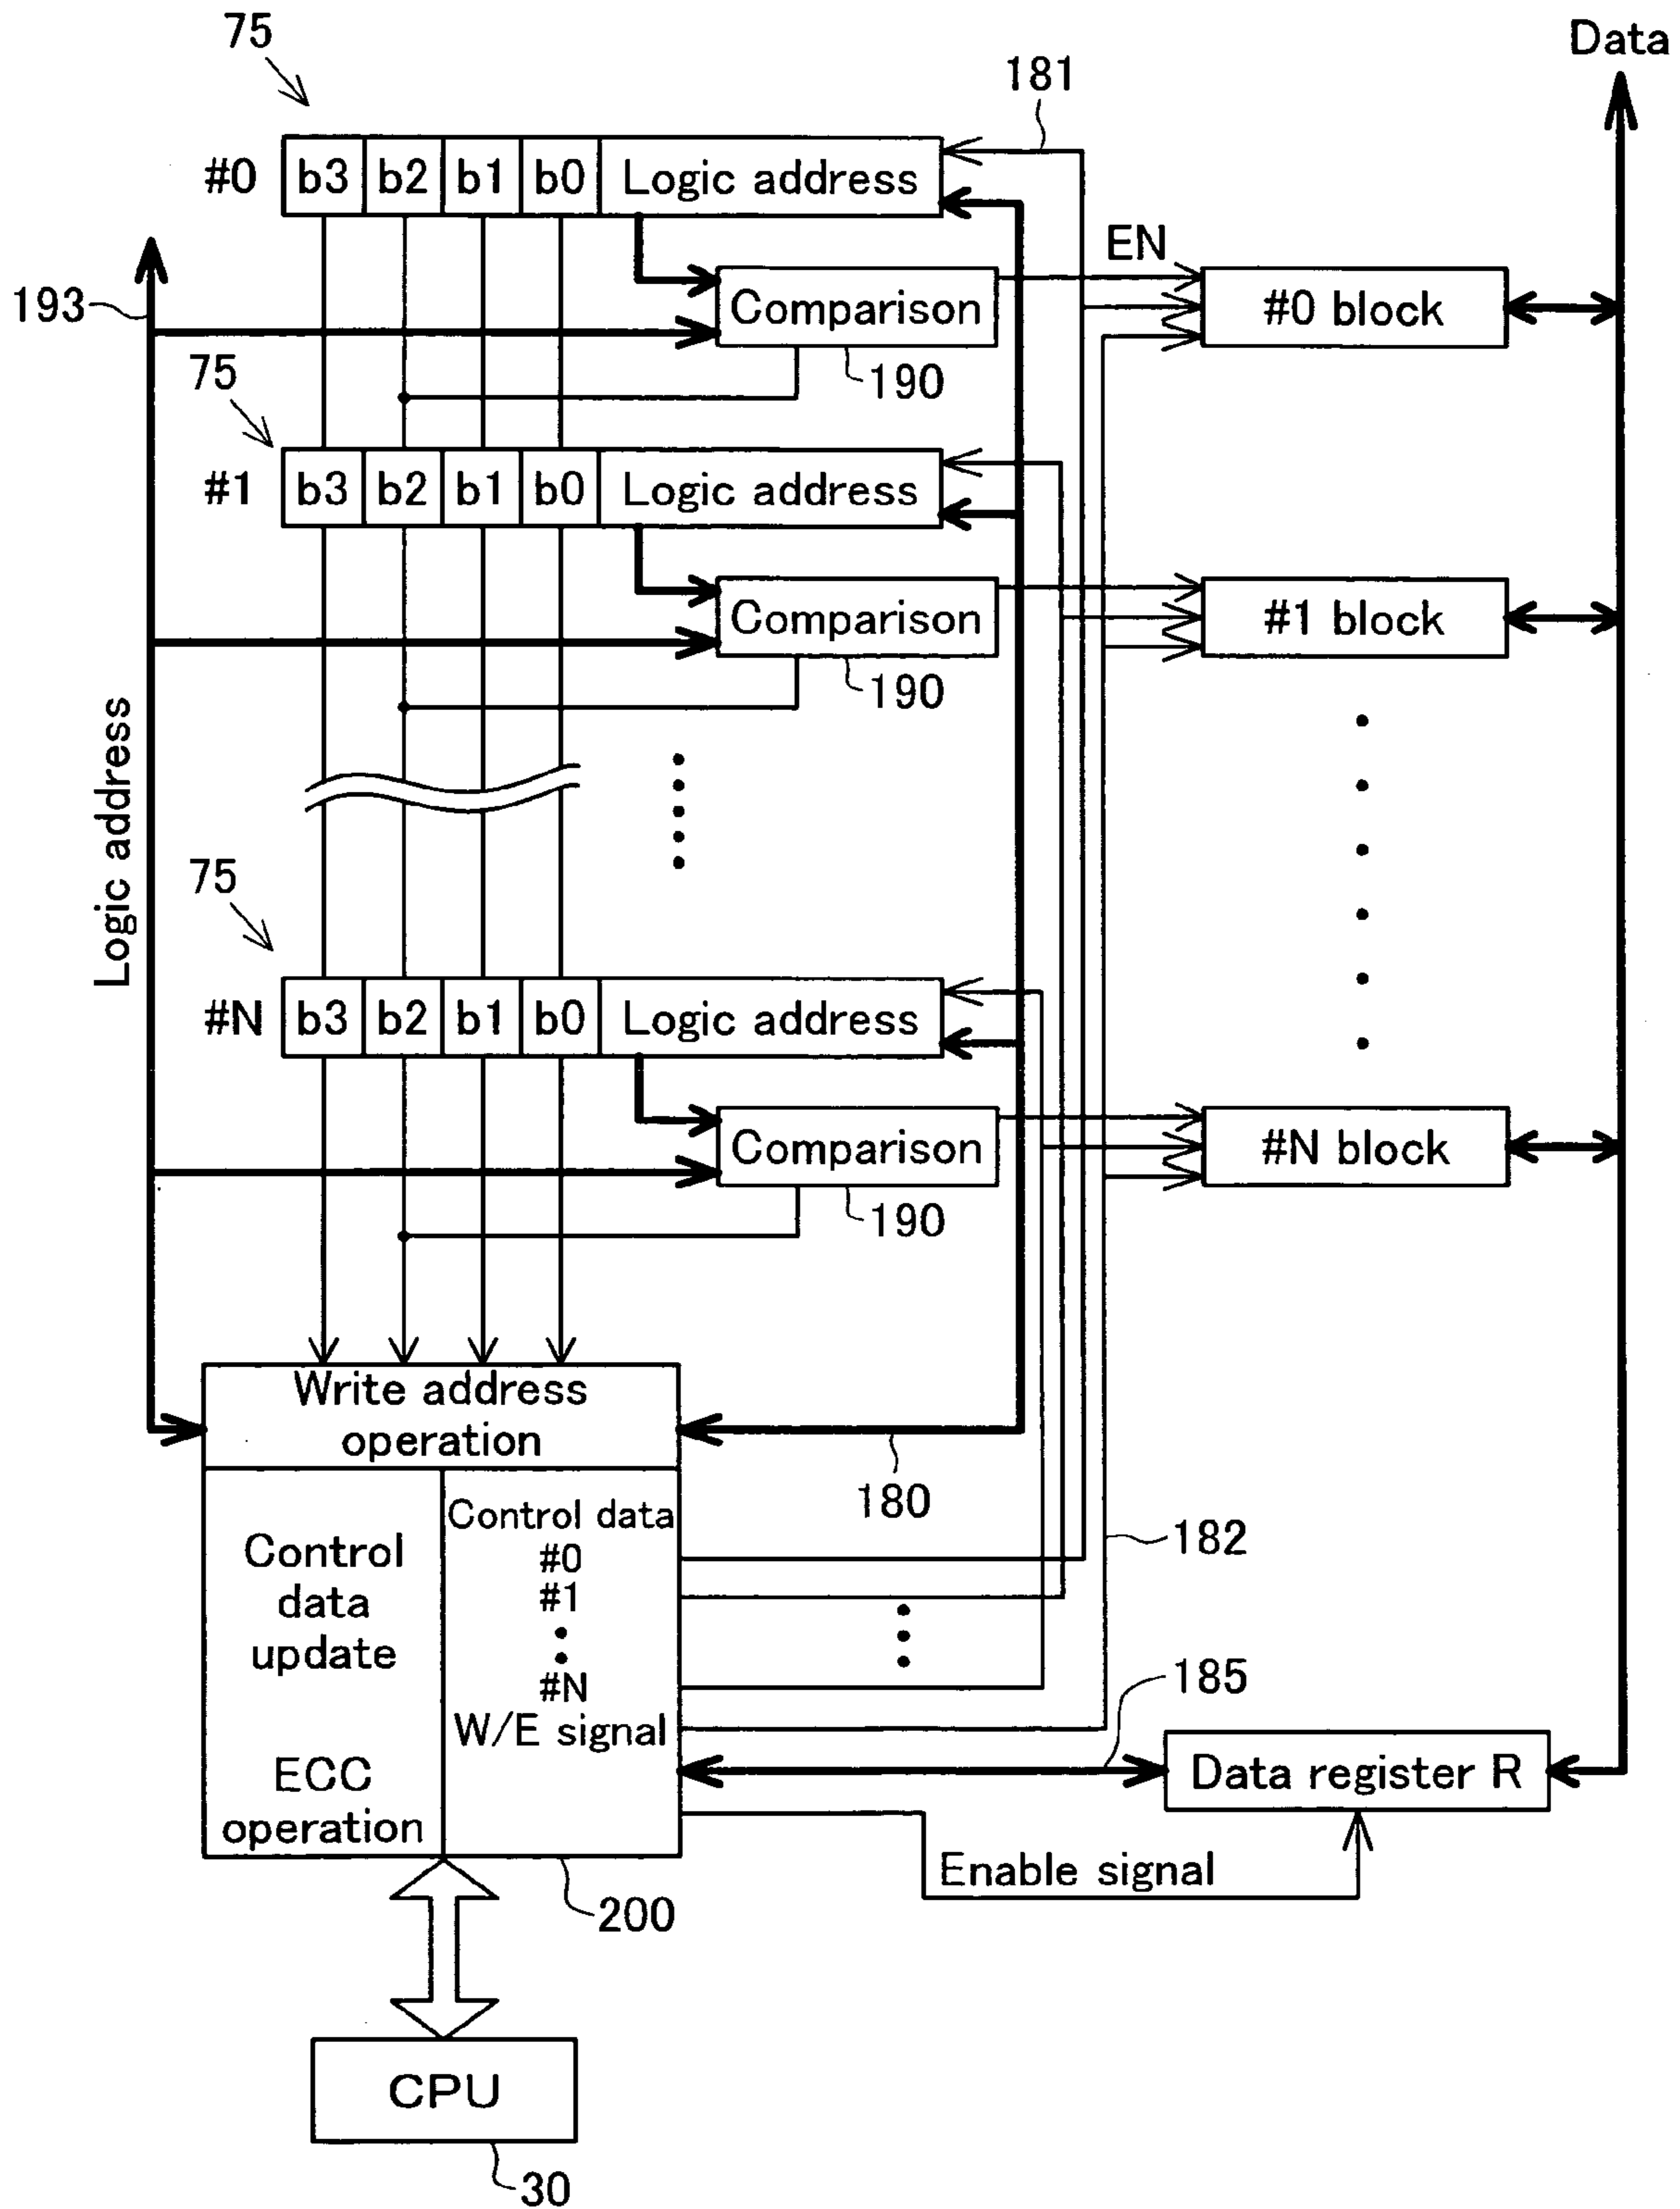 75
Data
181
#0 b3 b2 b1 b0 Logic address
EN
193
Comparison
#0 block
75
190
#1 b3 b2 b1 b0 Logic address
Comparison
#1 block
190
Logic address
75
#N b3 b2 b1 b0 Logic address
Comparison
#N block
190
Write address
operation
180
Control data
#0
#1
#N
W/E signal
Control
data
update
182
185
ECC
operation
Data register R
Enable signal
200
CPU
30